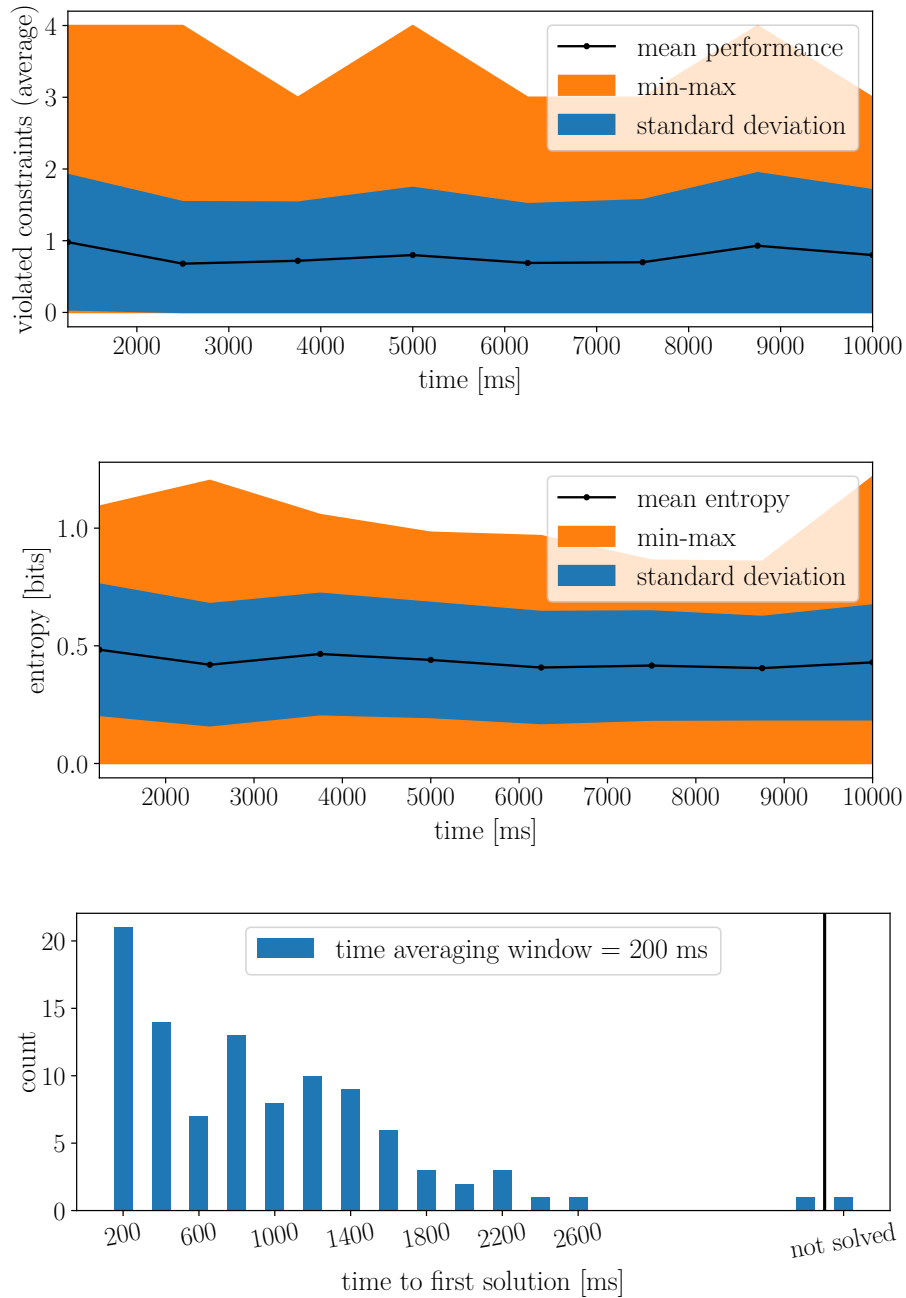 violated constraints (average)
4
3
2
1
0
mean performance
min-max
standard deviation
2000 3000 4000 5000 6000 7000 8000 9000 10000
time [ms]
entropy [bits]
1.0
0.5
0.0
mean entropy
min-max
standard deviation
2000 3000 4000 5000 6000 7000 8000 9000 10000
time [ms]
count
20
15
10
5
0
time averaging window = 200 ms
200 600 1000 1400 1800 2200 2600 not solved
time to first solution [ms]